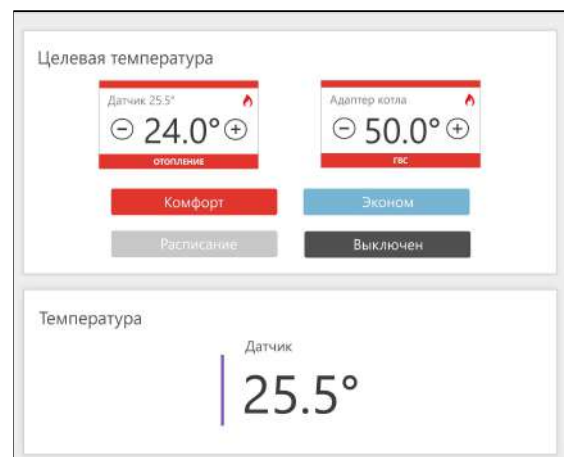 Целевая температура
Датчик 25.5°
− 24.0° +
ОТОПЛЕНИЕ
Адаптер котла
− 50.0° +
ГВС
Комфорт
Эконом
Расписание
Выключен
Температура
Датчик
25.5°